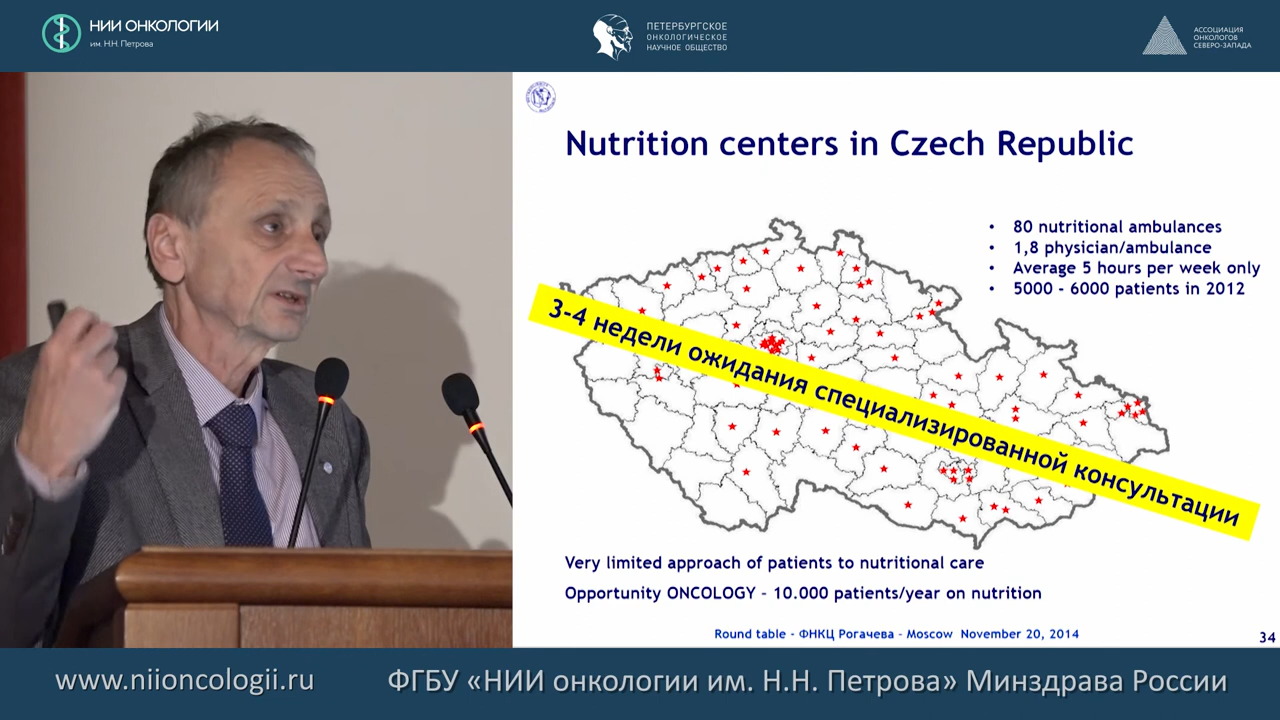 НИИ ОНКОЛОГИИ
им. Н.Н. Петрова
ПЕТЕРБУРГСКОЕ
ОНКОЛОГИЧЕСКОЕ
НАУЧНОЕ ОБЩЕСТВО
АССОЦИАЦИЯ
ОНКОЛОГОВ
СЕВЕРО-ЗАПАДА
Nutrition centers in Czech Republic
• 80 nutritional ambulances
• 1,8 physician/ambulance
• Average 5 hours per week only
• 5000 - 6000 patients in 2012
3-4 недели ожидания специализированной консультации
Very limited approach of patients to nutritional care
Opportunity ONCOLOGY - 10.000 patients/year on nutrition
Round table - ФНКЦ Рогачева - Moscow November 20, 2014
34
www.niioncologii.ru
ФГБУ «НИИ онкологии им. Н.Н. Петрова» Минздрава России